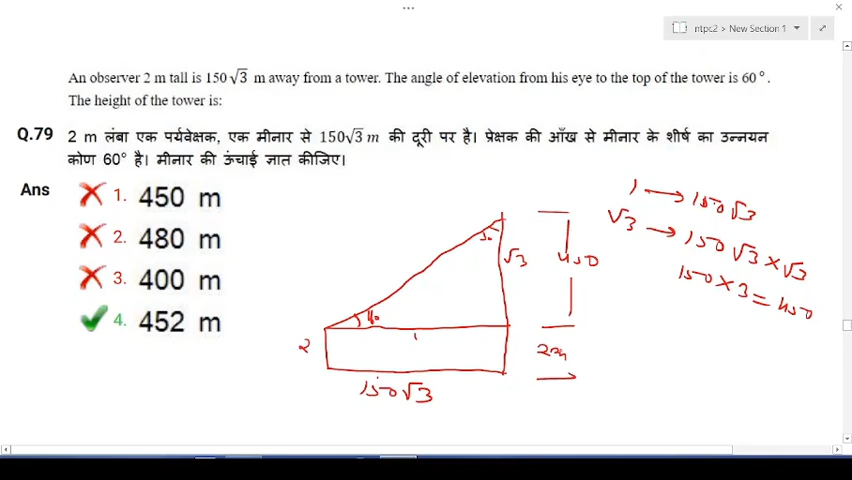 ntpc2 > New Section 1
An observer 2 m tall is 150 √3 m away from a tower. The angle of elevation from his eye to the top of the tower is 60°.
The height of the tower is:
Q.79 2 m लंबा एक पर्यवेक्षक, एक मीनार से 150√3 m की दूरी पर है। प्रेक्षक की आँख से मीनार के शीर्ष का उन्नयन
कोण 60° है। मीनार की ऊंचाई ज्ञात कीजिए।
Ans
1. 450 m
2. 480 m
3. 400 m
4. 452 m
1 → 150√3
√3 → 150√3×√3
150×3=450
30
√3
450
60
1
2
2m
150√3